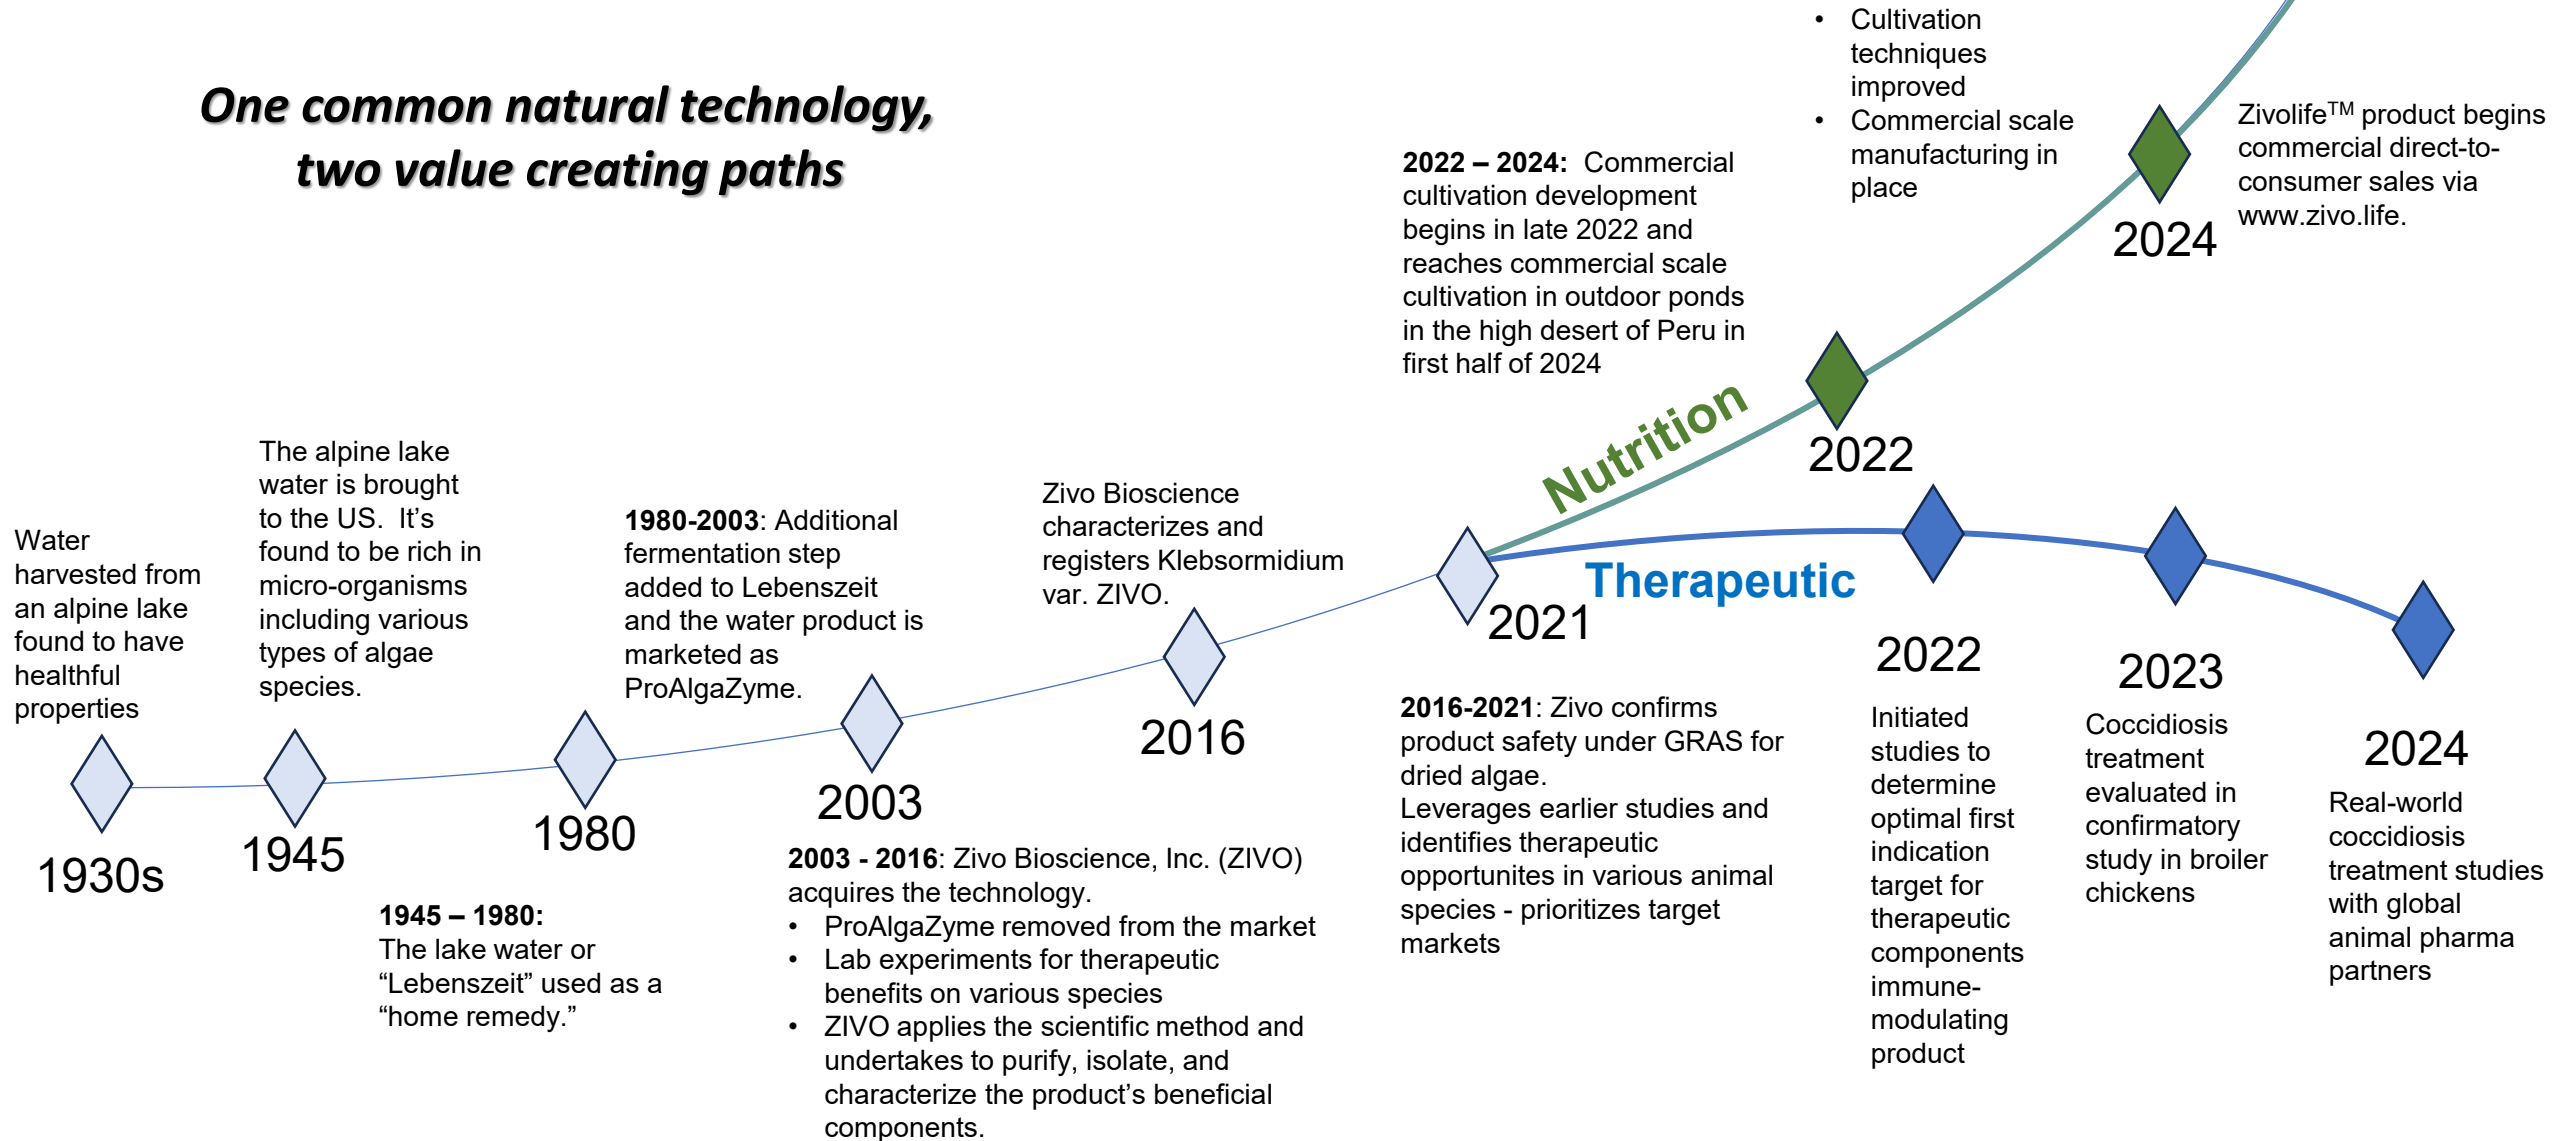 One common natural technology,
two value creating paths
Water
harvested from
an alpine lake
found to have
healthful
properties
1930s
The alpine lake
water is brought
to the US.  It’s
found to be rich in
micro-organisms
including various
types of algae
species.
1945
1945 – 1980:
The lake water or
“Lebenszeit” used as a
“home remedy.”
1980
1980-2003: Additional
fermentation step
added to Lebenszeit
and the water product is
marketed as
ProAlgaZyme.
2003
2003 - 2016: Zivo Bioscience, Inc. (ZIVO)
acquires the technology.
• ProAlgaZyme removed from the market
• Lab experiments for therapeutic
benefits on various species
• ZIVO applies the scientific method and
undertakes to purify, isolate, and
characterize the product’s beneficial
components.
Zivo Bioscience
characterizes and
registers Klebsormidium
var. ZIVO.
2016
2021
2016-2021: Zivo confirms
product safety under GRAS for
dried algae.
Leverages earlier studies and
identifies therapeutic
opportunites in various animal
species - prioritizes target
markets
Nutrition
2022 – 2024:  Commercial
cultivation development
begins in late 2022 and
reaches commercial scale
cultivation in outdoor ponds
in the high desert of Peru in
first half of 2024
2022
• Cultivation
techniques
improved
• Commercial scale
manufacturing in
place
2024
Zivolife™ product begins
commercial direct-to-
consumer sales via
www.zivo.life.
Therapeutic
2022
Initiated
studies to
determine
optimal first
indication
target for
therapeutic
components
immune-
modulating
product
2023
Coccidiosis
treatment
evaluated in
confirmatory
study in broiler
chickens
2024
Real-world
coccidiosis
treatment studies
with global
animal pharma
partners